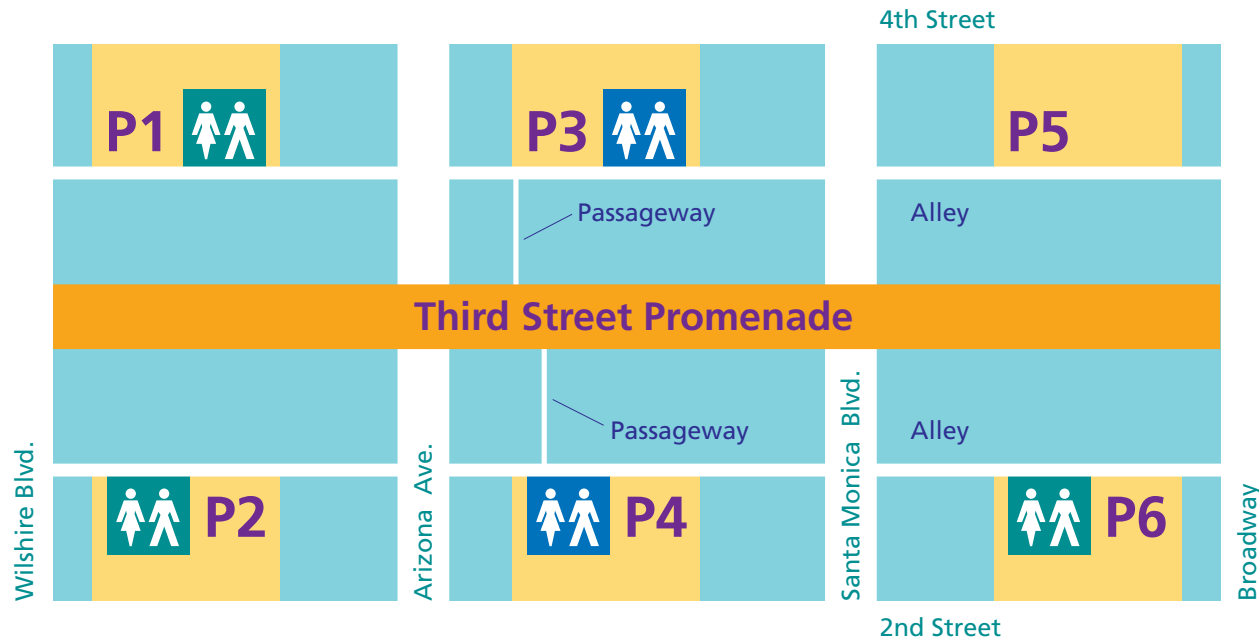 4th Street
P1
P3
P5
Passageway
Alley
Third Street Promenade
Passageway
Alley
Wilshire Blvd.
Arizona Ave.
Santa Monica Blvd.
Broadway
P2
P4
P6
2nd Street